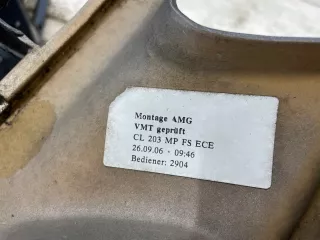 Montage AMG
VMT geprüft
CL 203 MP FS ECE
26.09.06 - 09:46
Bediener: 2904